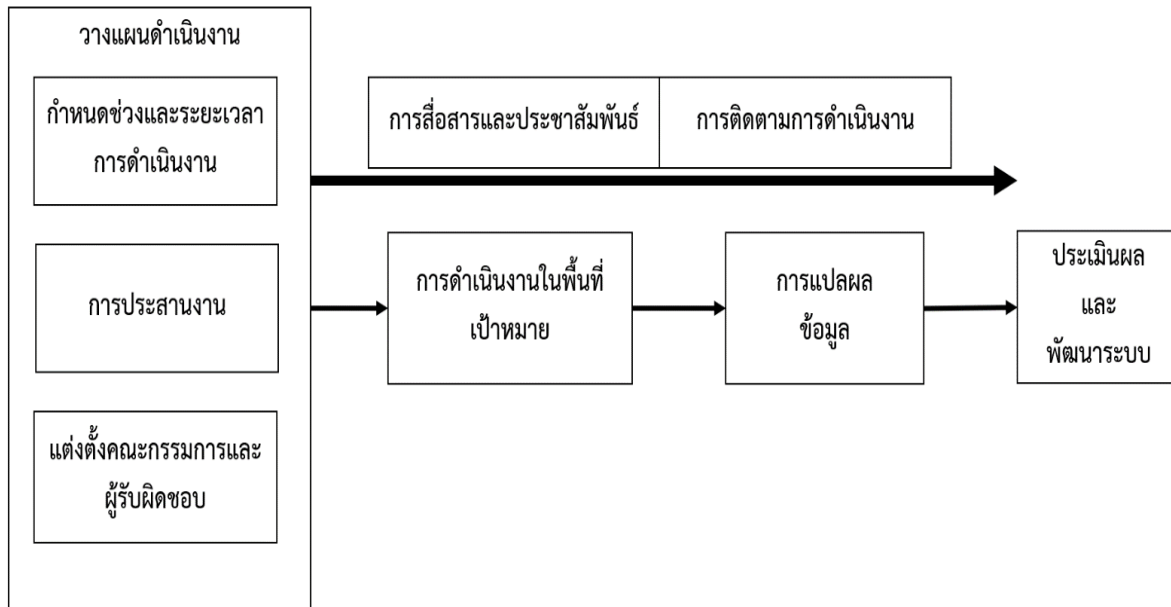 วางแผนดำเนินงาน
กำหนดช่วงและระยะเวลา
การดำเนินงาน
การประสานงาน
แต่งตั้งคณะกรรมการและ
ผู้รับผิดชอบ
การสื่อสารและประชาสัมพันธ์
การติดตามการดำเนินงาน
การดำเนินงานในพื้นที่
เป้าหมาย
การแปลผล
ข้อมูล
ประเมินผล
และ
พัฒนาระบบ